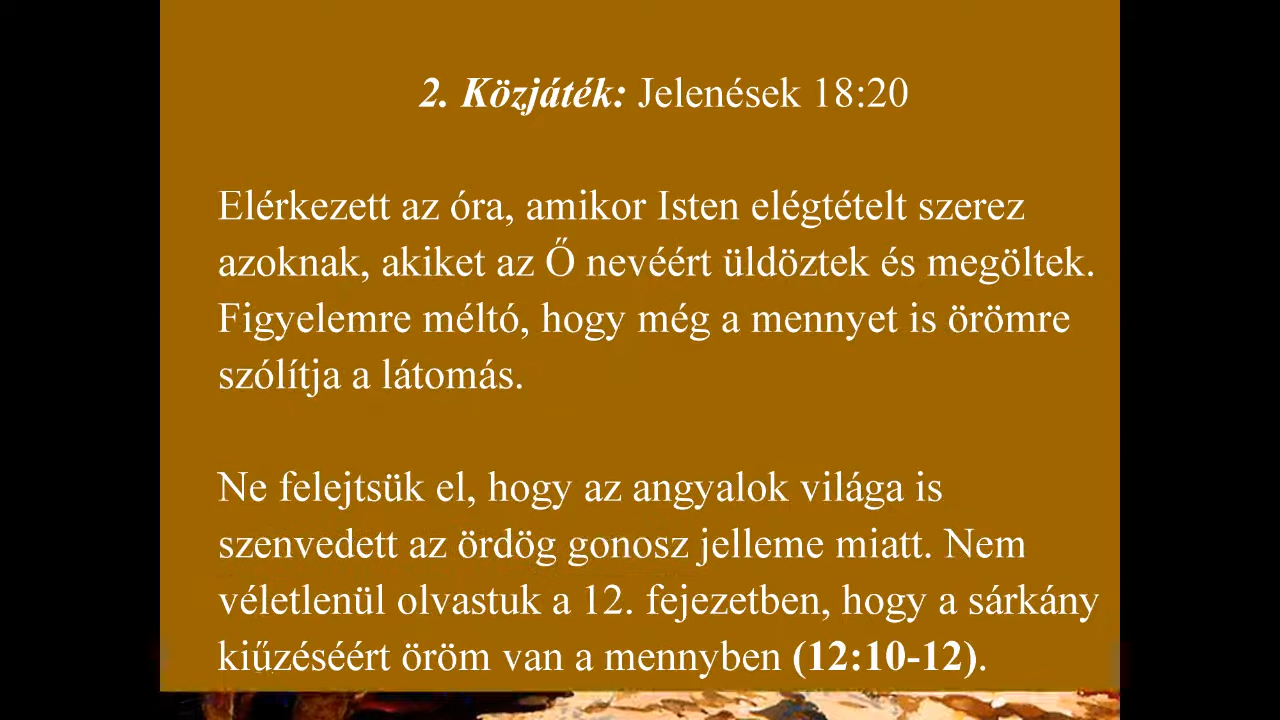 2. Közjáték: Jelenések 18:20
Elérkezett az óra, amikor Isten elégtételt szerez
azoknak, akiket az Ő nevéért üldöztek és megöltek.
Figyelemre méltó, hogy még a mennyet is örömre
szólítja a látomás.
Ne felejtsük el, hogy az angyalok világa is
szenvedett az ördög gonosz jelleme miatt. Nem
véletlenül olvastuk a 12. fejezetben, hogy a sárkány
kiűzéséért öröm van a mennyben (12:10-12).